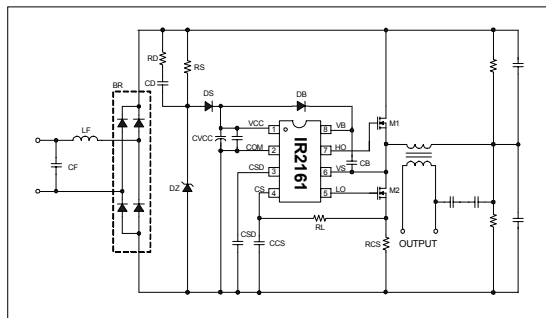 RD
RS
CD
BR
DS
DB
LF
CF
VCC
1
8
VB
M1
CVCC
COM
2
7
HO
CB
CSD
3
IR2161
6
VS
CS
4
5
LO
M2
DZ
RL
CSD
CCS
RCS
OUTPUT